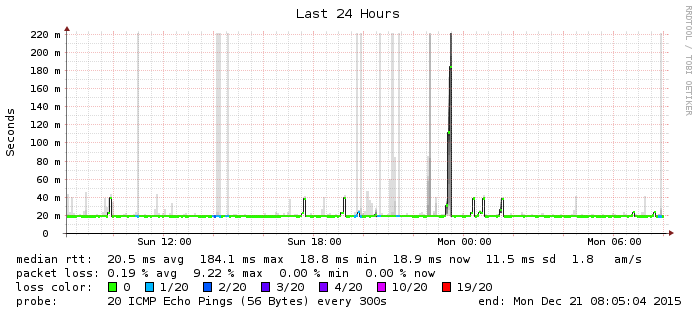 Last 24 Hours
RRDTOOL / TOBI OETIKER
Seconds
220 m
200 m
180 m
160 m
140 m
120 m
100 m
80 m
60 m
40 m
20 m
0
Sun 12:00 Sun 18:00 Mon 00:00 Mon 06:00
median rtt: 20.5 ms avg 184.1 ms max 18.8 ms min 18.9 ms now 11.5 ms sd 1.8 am/s
packet loss: 0.19 % avg 9.22 % max 0.00 % min 0.00 % now
loss color: 0 1/20 2/20 3/20 4/20 10/20 19/20
probe: 20 ICMP Echo Pings (56 Bytes) every 300s end: Mon Dec 21 08:05:04 2015